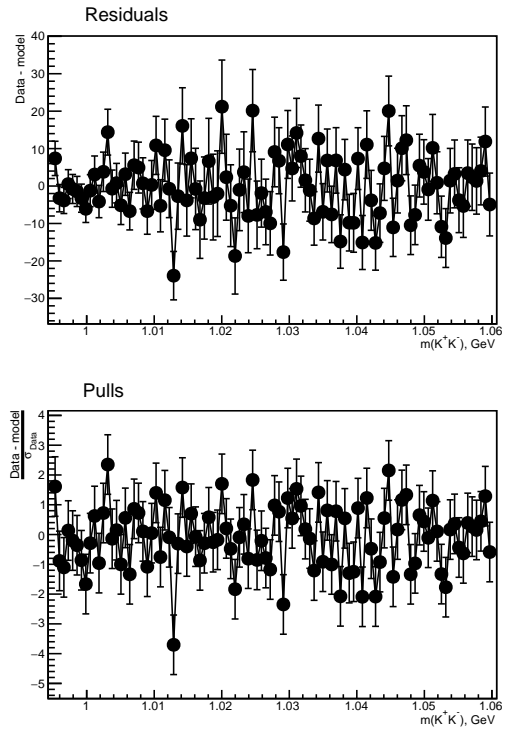 Residuals
Data - model
40
30
20
10
0
−10
−20
−30
1 1.01 1.02 1.03 1.04 1.05 1.06
m(K⁺K⁻), GeV
Pulls
Data - model
σ_Data
4
3
2
1
0
−1
−2
−3
−4
−5
1 1.01 1.02 1.03 1.04 1.05 1.06
m(K⁺K⁻), GeV